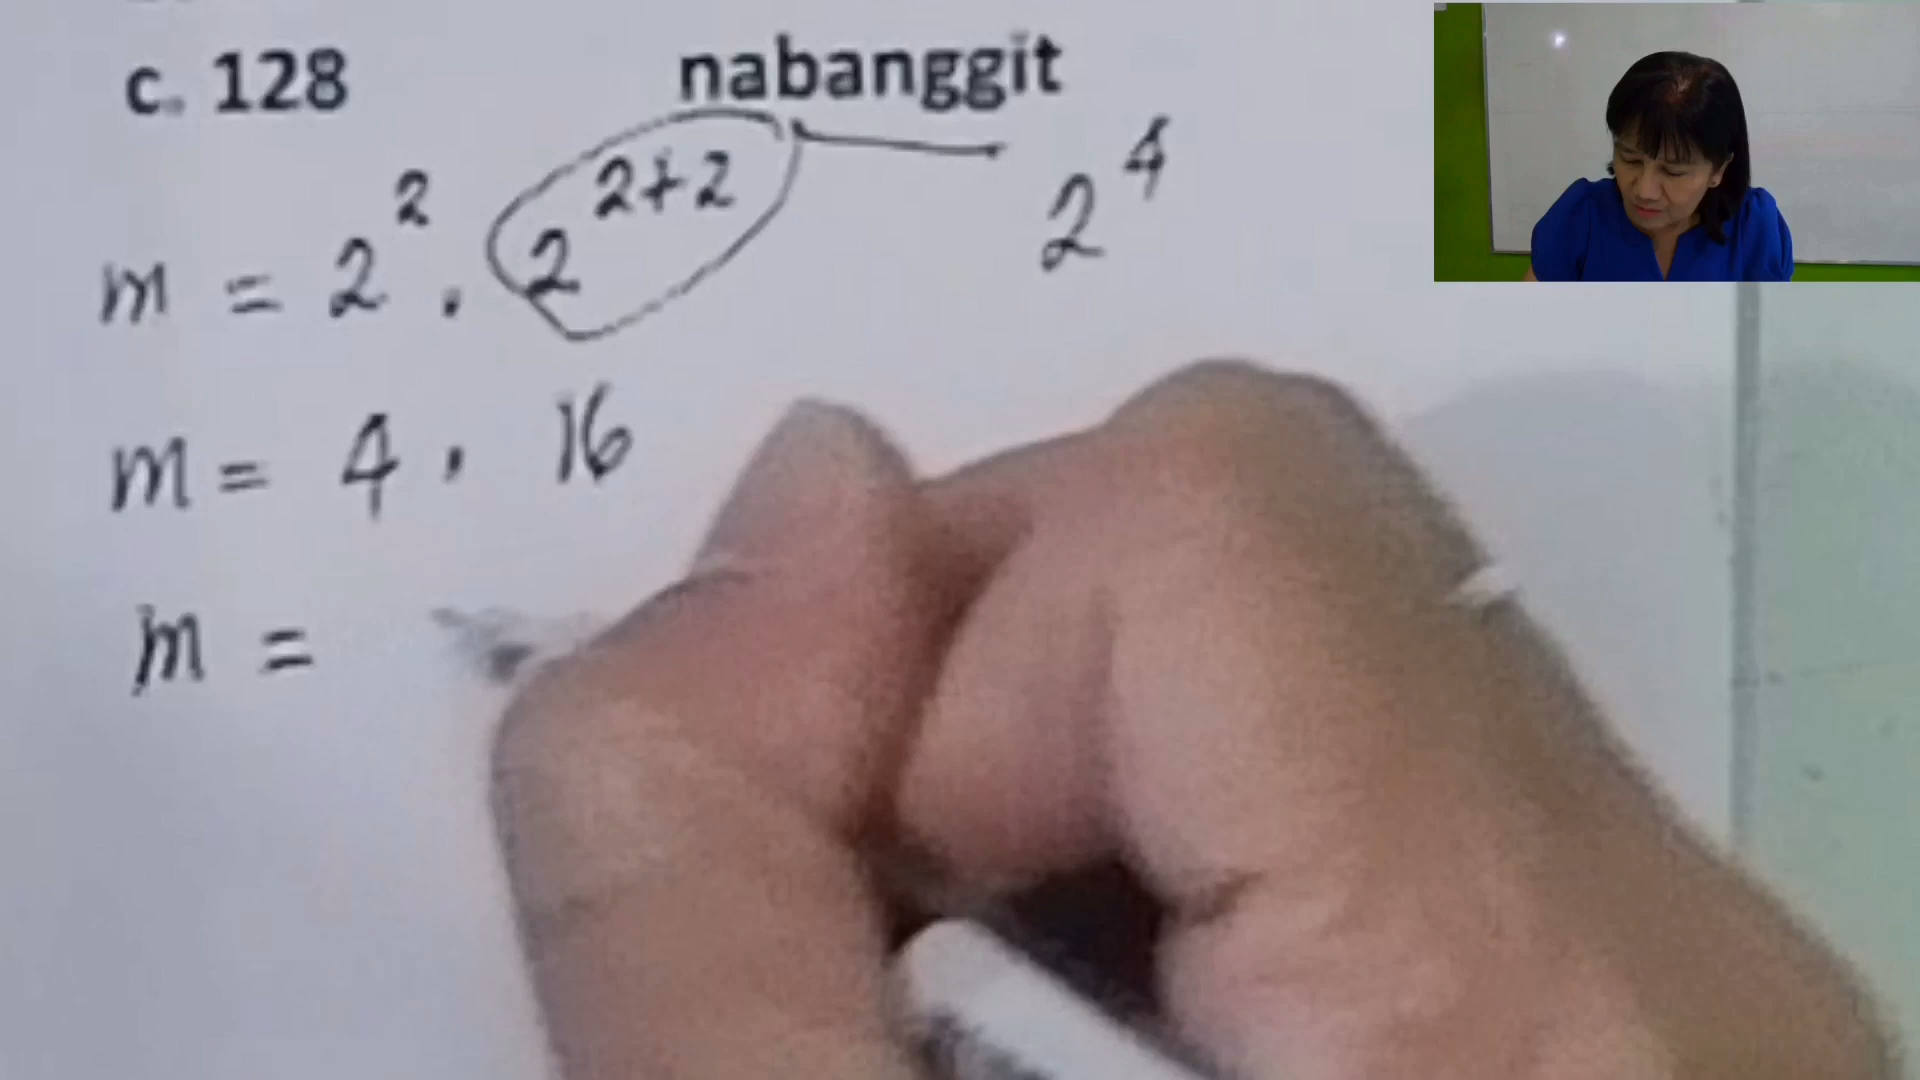 c. 128 nabanggit
m = 2² . 2²⁺² 2⁴
m = 4 . 16
m =